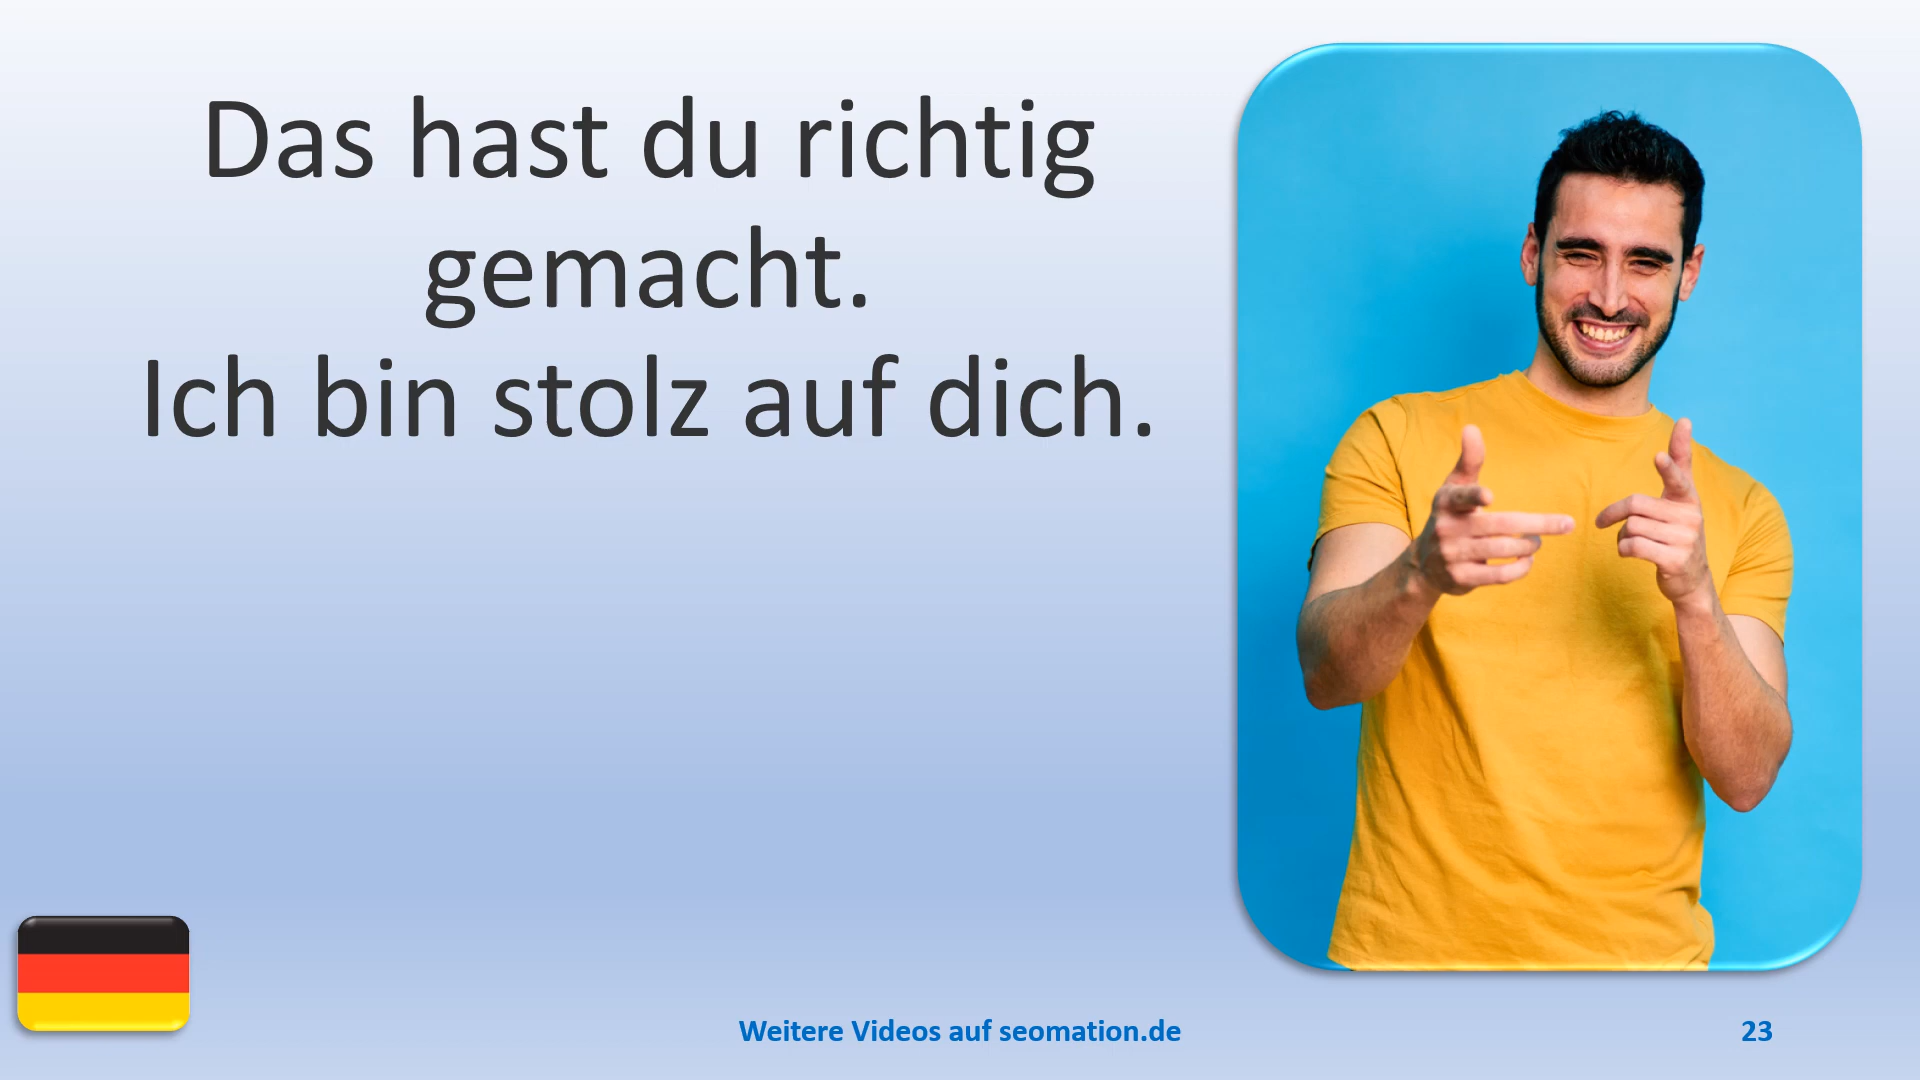 Das hast du richtig
gemacht.
Ich bin stolz auf dich.
Weitere Videos auf seomation.de
23